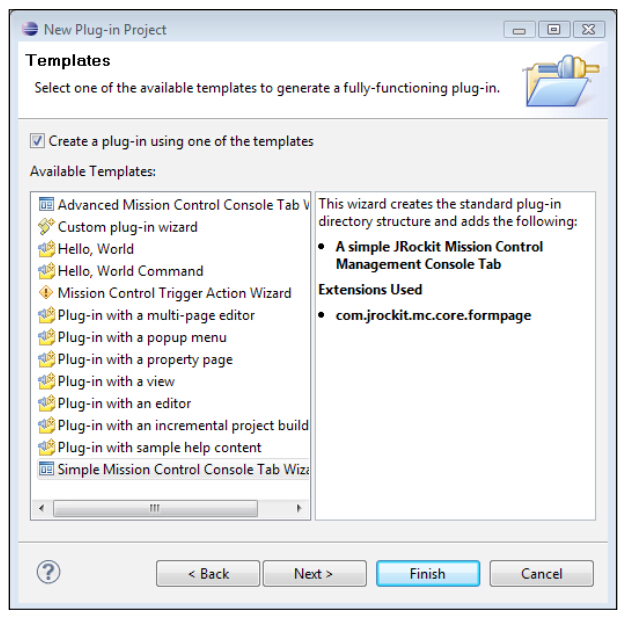 New Plug-in Project
Templates
Select one of the available templates to generate a fully-functioning plug-in.
Create a plug-in using one of the templates
Available Templates:
Advanced Mission Control Console Tab
Custom plug-in wizard
Hello, World
Hello, World Command
Mission Control Trigger Action Wizard
Plug-in with a multi-page editor
Plug-in with a popup menu
Plug-in with a property page
Plug-in with a view
Plug-in with an editor
Plug-in with an incremental project build
Plug-in with sample help content
Simple Mission Control Console Tab Wiza
This wizard creates the standard plug-in
directory structure and adds the following:
• A simple JRockit Mission Control
Management Console Tab
Extensions Used
• com.jrockit.mc.core.formpage
?
< Back
Next >
Finish
Cancel